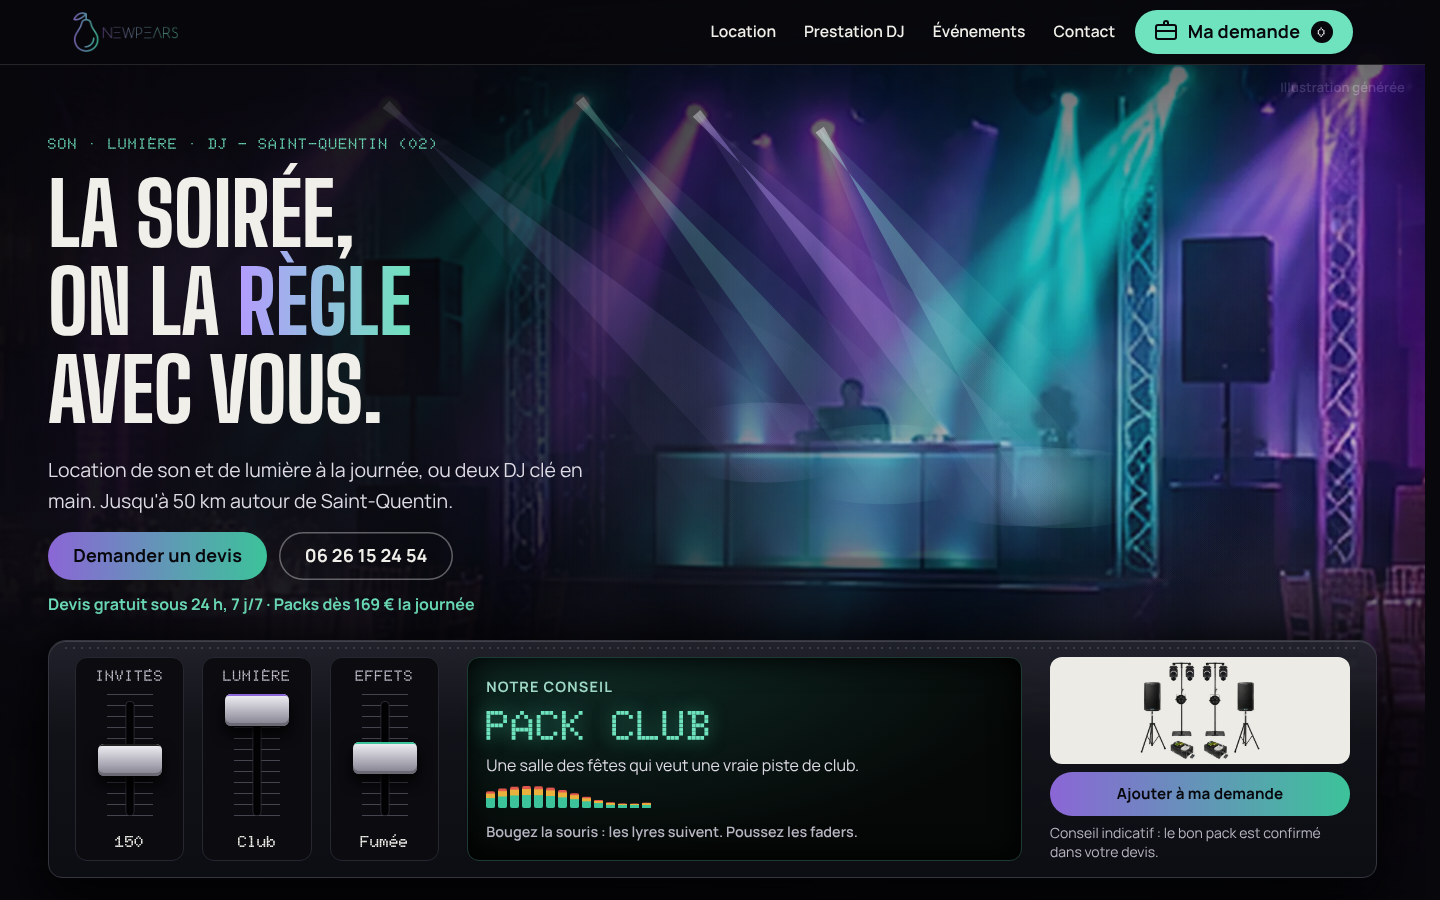 NEWPEARS
Location
Prestation DJ
Événements
Contact
Ma demande
0
Illustration générée
SON · LUMIÈRE · DJ — SAINT-QUENTIN (02)
LA SOIRÉE,
ON LA RÈGLE
AVEC VOUS.
Location de son et de lumière à la journée, ou deux DJ clé en
main. Jusqu'à 50 km autour de Saint-Quentin.
Demander un devis
06 26 15 24 54
Devis gratuit sous 24 h, 7 j/7 · Packs dès 169 € la journée
INVITÉS
150
LUMIÈRE
Club
EFFETS
Fumée
NOTRE CONSEIL
PACK CLUB
Une salle des fêtes qui veut une vraie piste de club.
Bougez la souris : les lyres suivent. Poussez les faders.
Ajouter à ma demande
Conseil indicatif : le bon pack est confirmé
dans votre devis.